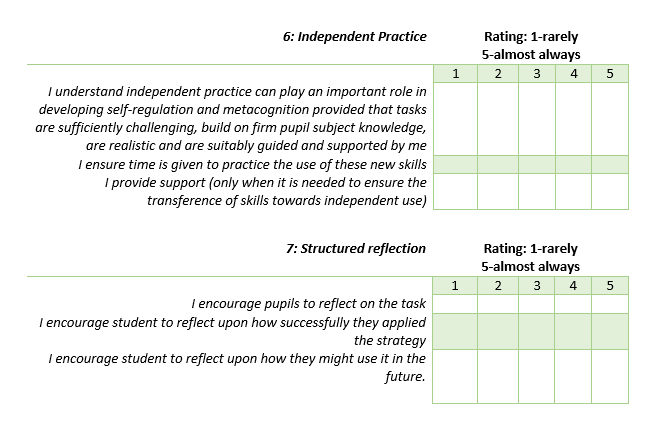 6: Independent Practice
Rating: 1-rarely
5-almost always
1 2 3 4 5
I understand independent practice can play an important role in
developing self-regulation and metacognition provided that tasks
are sufficiently challenging, build on firm pupil subject knowledge,
are realistic and are suitably guided and supported by me
I ensure time is given to practice the use of these new skills
I provide support (only when it is needed to ensure the
transference of skills towards independent use)
7: Structured reflection
Rating: 1-rarely
5-almost always
1 2 3 4 5
I encourage pupils to reflect on the task
I encourage student to reflect upon how successfully they applied
the strategy
I encourage student to reflect upon how they might use it in the
future.